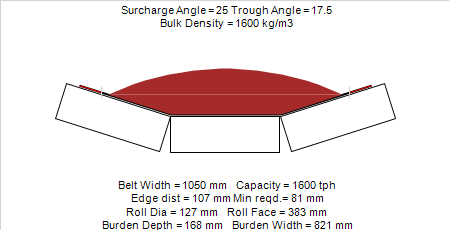 Surcharge Angle = 25 Trough Angle = 17.5
Bulk Density = 1600 kg/m3
Belt Width = 1050 mm Capacity = 1600 tph
Edge dist = 107 mm Min reqd.= 81 mm
Roll Dia = 127 mm Roll Face = 383 mm
Burden Depth = 168 mm Burden Width = 821 mm